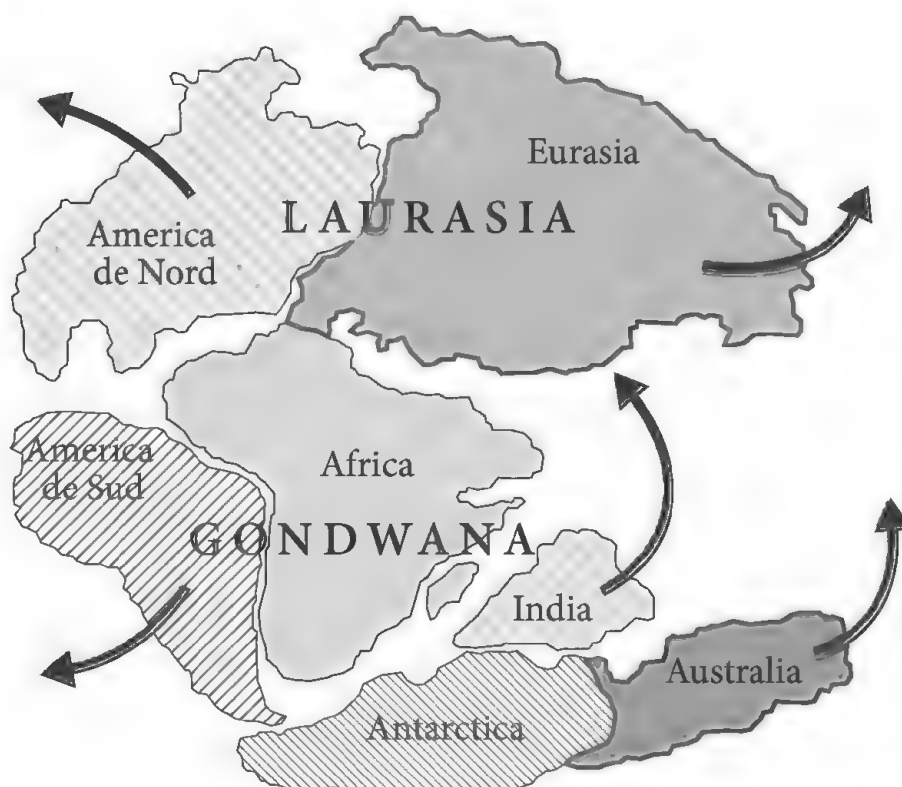 Eurasia
LAURASIA
America
de Nord
America
de Sud
Africa
GONDWANA
India
Australia
Antarctica